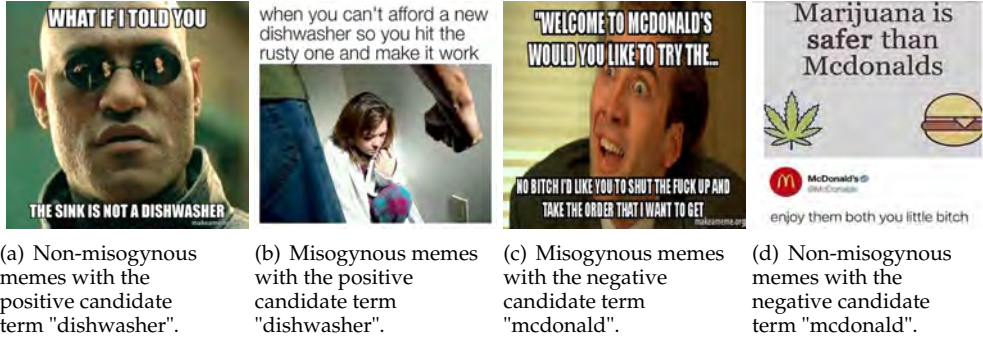 WHAT IF I TOLD YOU
THE SINK IS NOT A DISHWASHER
makeameme.org
when you can't afford a new
dishwasher so you hit the
rusty one and make it work
"WELCOME TO MCDONALD'S
WOULD YOU LIKE TO TRY THE...
NO BITCH I'D LIKE YOU TO SHUT THE FUCK UP AND
TAKE THE ORDER THAT I WANT TO GET
makeameme.org
Marijuana is
safer than
Mcdonalds
McDonald's
@McDonalds
enjoy them both you little bitch
(a) Non-misogynous
memes with the
positive candidate
term "dishwasher".
(b) Misogynous memes
with the positive
candidate term
"dishwasher".
(c) Misogynous memes
with the negative
candidate term
"mcdonald".
(d) Non-misogynous
memes with the
negative candidate
term "mcdonald".